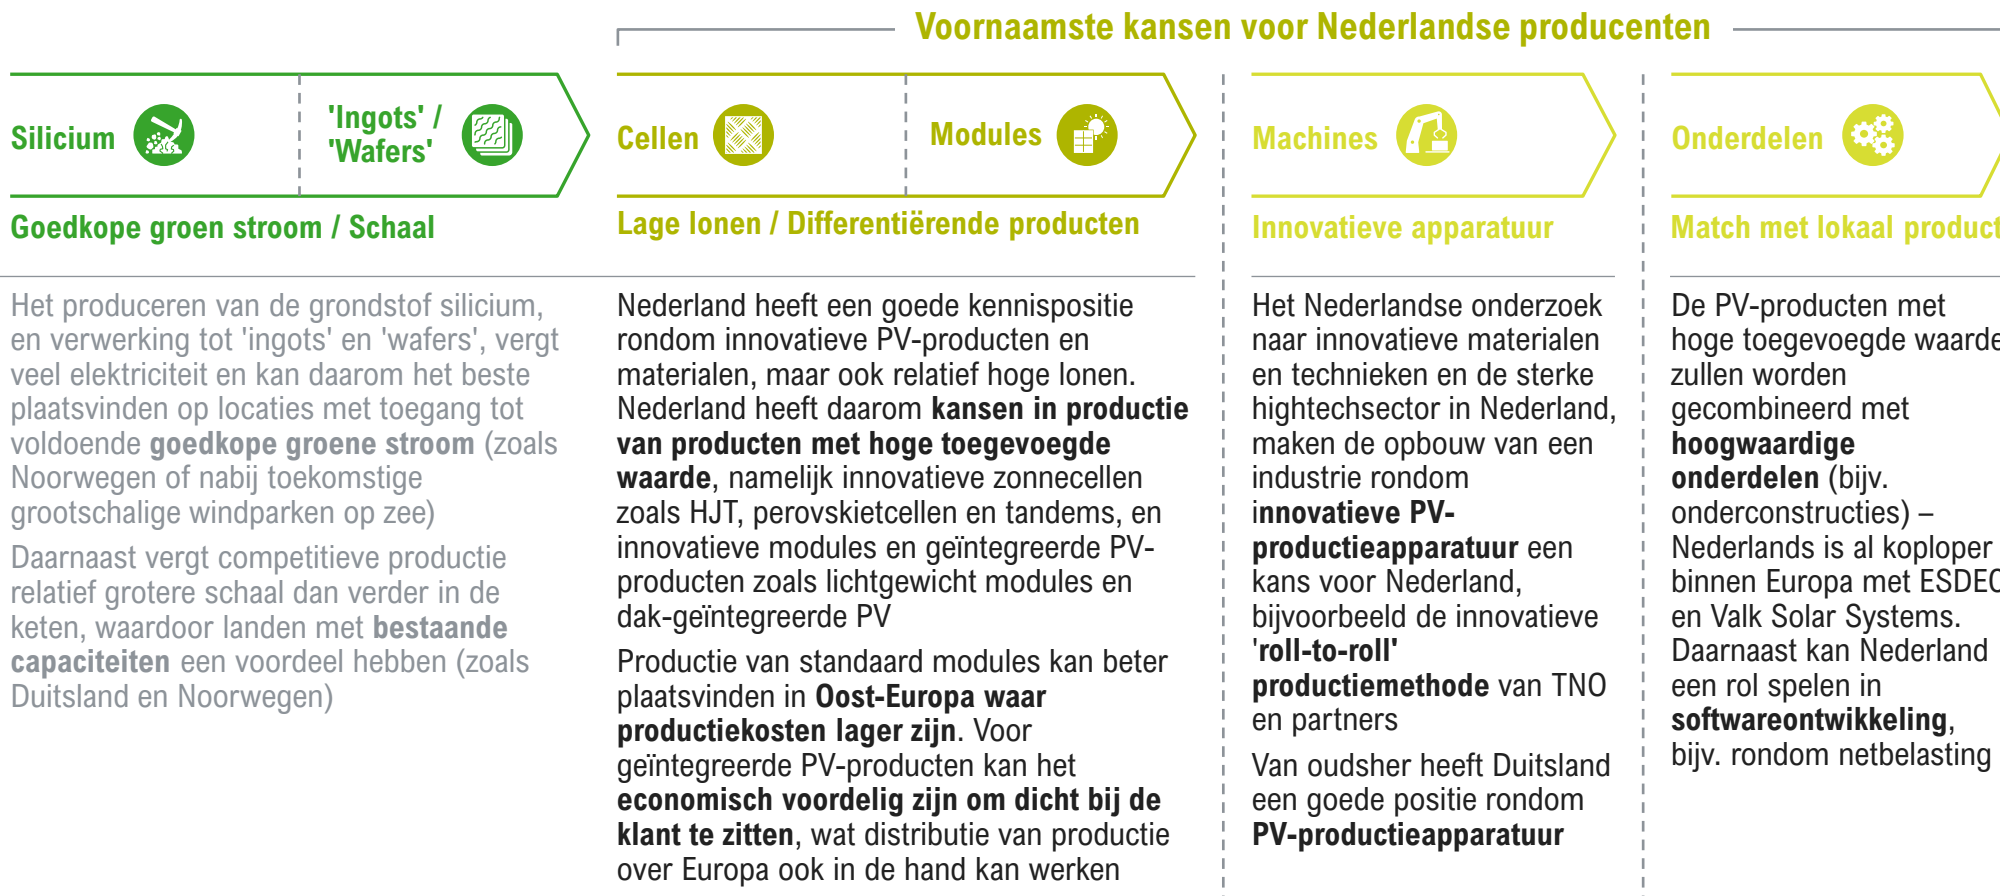 Voornaamste kansen voor Nederlandse producenten
Silicium
'Ingots' /
'Wafers'
Goedkope groen stroom / Schaal
Het produceren van de grondstof silicium,
en verwerking tot 'ingots' en 'wafers', vergt
veel elektriciteit en kan daarom het beste
plaatsvinden op locaties met toegang tot
voldoende goedkope groene stroom (zoals
Noorwegen of nabij toekomstige
grootschalige windparken op zee)
Daarnaast vergt competitieve productie
relatief grotere schaal dan verder in de
keten, waardoor landen met bestaande
capaciteiten een voordeel hebben (zoals
Duitsland en Noorwegen)
Cellen
Modules
Lage lonen / Differentiërende producten
Nederland heeft een goede kennispositie
rondom innovatieve PV-producten en
materialen, maar ook relatief hoge lonen.
Nederland heeft daarom kansen in productie
van producten met hoge toegevoegde
waarde, namelijk innovatieve zonnecellen
zoals HJT, perovskietcellen en tandems, en
innovatieve modules en geïntegreerde PV-
producten zoals lichtgewicht modules en
dak-geïntegreerde PV
Productie van standaard modules kan beter
plaatsvinden in Oost-Europa waar
productiekosten lager zijn. Voor
geïntegreerde PV-producten kan het
economisch voordelig zijn om dicht bij de
klant te zitten, wat distributie van productie
over Europa ook in de hand kan werken
Machines
Innovatieve apparatuur
Het Nederlandse onderzoek
naar innovatieve materialen
en technieken en de sterke
hightechsector in Nederland,
maken de opbouw van een
industrie rondom
innovatieve PV-
productieapparatuur een
kans voor Nederland,
bijvoorbeeld de innovatieve
'roll-to-roll'
productiemethode van TNO
en partners
Van oudsher heeft Duitsland
een goede positie rondom
PV-productieapparatuur
Onderdelen
Match met lokaal product
De PV-producten met
hoge toegevoegde waarde
zullen worden
gecombineerd met
hoogwaardige
onderdelen (bijv.
onderconstructies) –
Nederlands is al koploper
binnen Europa met ESDEC
en Valk Solar Systems.
Daarnaast kan Nederland
een rol spelen in
softwareontwikkeling,
bijv. rondom netbelasting